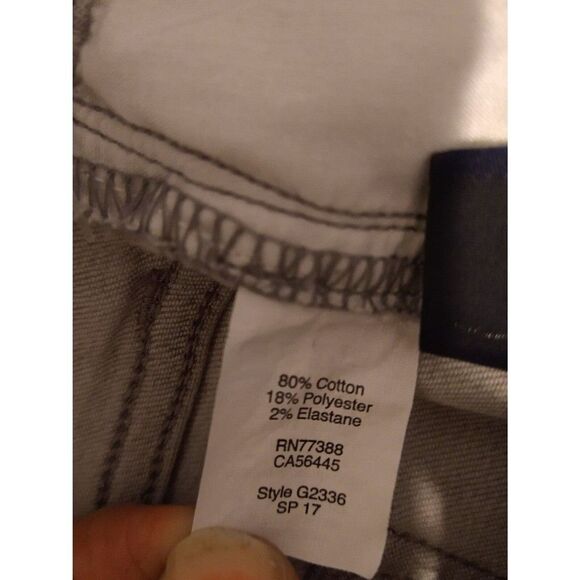 80% Cotton
18% Polyester
2% Elastane
RN77388
CA56445
Style G2336
SP 17